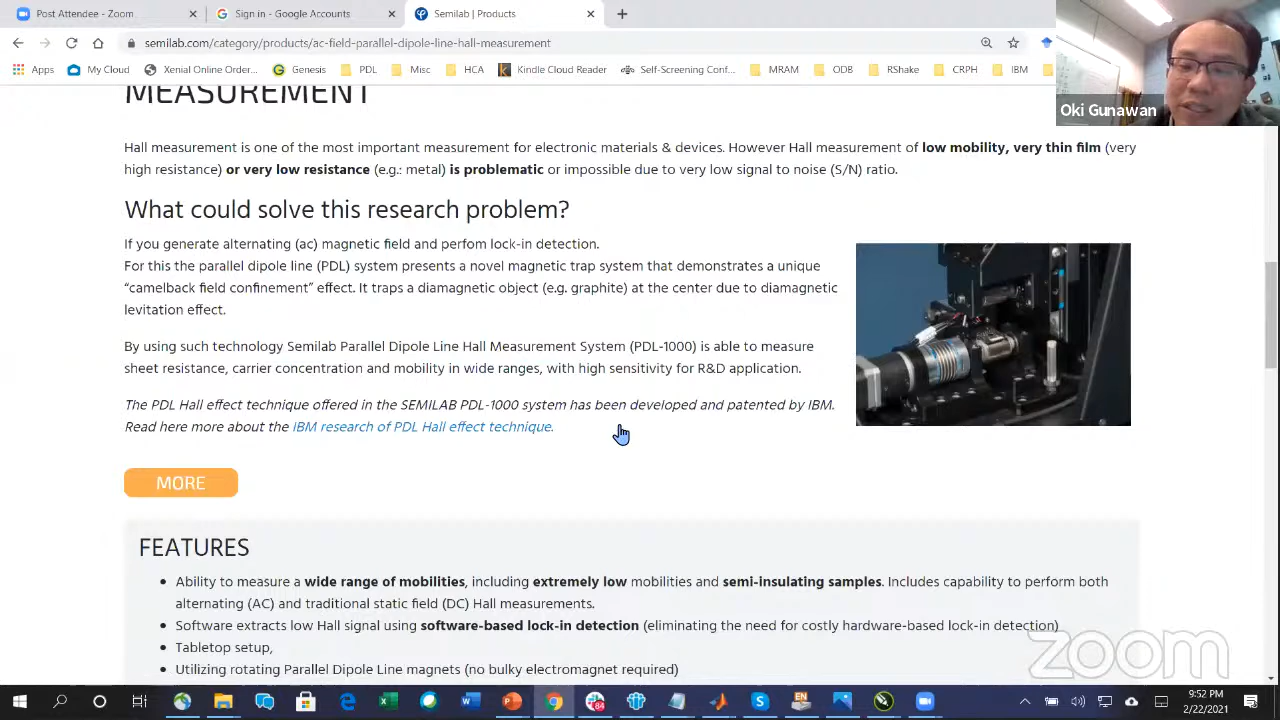 Post Attendee - Zoom
Sign in - Google Accounts
Semilab | Products
semilab.com/category/products/ac-field-parallel-dipole-line-hall-measurement
Apps
My Cloud
Xenial Online Order...
Genesis
PDL
Misc
ICA
Kindle Cloud Reader
Self-Screening Conf...
MRAM
ODB
RShake
CRPH
IBM
Oki Gunawan
MEASUREMENT
Hall measurement is one of the most important measurement for electronic materials & devices. However Hall measurement of low mobility, very thin film (very
high resistance) or very low resistance (e.g.: metal) is problematic or impossible due to very low signal to noise (S/N) ratio.
What could solve this research problem?
If you generate alternating (ac) magnetic field and perfom lock-in detection.
For this the parallel dipole line (PDL) system presents a novel magnetic trap system that demonstrates a unique
“camelback field confinement” effect. It traps a diamagnetic object (e.g. graphite) at the center due to diamagnetic
levitation effect.
By using such technology Semilab Parallel Dipole Line Hall Measurement System (PDL-1000) is able to measure
sheet resistance, carrier concentration and mobility in wide ranges, with high sensitivity for R&D application.
The PDL Hall effect technique offered in the SEMILAB PDL-1000 system has been developed and patented by IBM.
Read here more about the IBM research of PDL Hall effect technique.
MORE
FEATURES
Ability to measure a wide range of mobilities, including extremely low mobilities and semi-insulating samples. Includes capability to perform both
alternating (AC) and traditional static field (DC) Hall measurements.
Software extracts low Hall signal using software-based lock-in detection (eliminating the need for costly hardware-based lock-in detection)
Tabletop setup,
Utilizing rotating Parallel Dipole Line magnet (no bulky electromagnet required)
zoom
84
EN
9:52 PM
2/22/2021